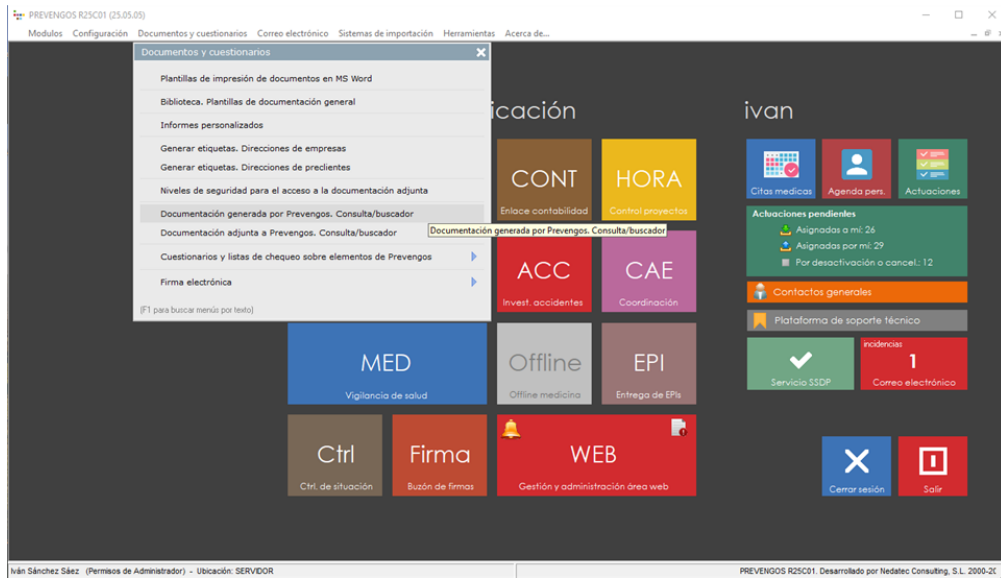 PREVENGOS R25C01 (25.05.05)
Modulos Configuración Documentos y cuestionarios Correo electrónico Sistemas de importación Herramientas Acerca de...
Documentos y cuestionarios
Plantillas de impresión de documentos en MS Word
Biblioteca. Plantillas de documentación general
Informes personalizados
Generar etiquetas. Direcciones de empresas
Generar etiquetas. Direcciones de preclientes
Niveles de seguridad para el acceso a la documentación adjunta
Documentación generada por Prevengos. Consulta/buscador
Documentación generada por Prevengos. Consulta/buscador
Documentación adjunta a Prevengos. Consulta/buscador
Cuestionarios y listas de chequeo sobre elementos de Prevengos
Firma electrónica
(F1 para buscar menús por texto)
icación
CONT
Enlace contabilidad
HORA
Control proyectos
ACC
Invest. accidentes
CAE
Coordinación
MED
Vigilancia de salud
Offline
Offline medicina
EPI
Entrega de EPIs
Ctrl
Ctrl. de situación
Firma
Buzón de firmas
WEB
Gestión y administración área web
ivan
Citas medicas
Agenda pers.
Actuaciones
Actuaciones pendientes
Asignadas a mí: 26
Asignadas por mí: 29
Por desactivación o cancel.: 12
Contactos generales
Plataforma de soporte técnico
Servicio SSDP
incidencias
1
Correo electrónico
Cerrar sesión
Salir
Iván Sánchez Sáez (Permisos de Administrador) - Ubicación: SERVIDOR
PREVENGOS R25C01. Desarrollado por Nedatec Consulting, S.L. 2000-20